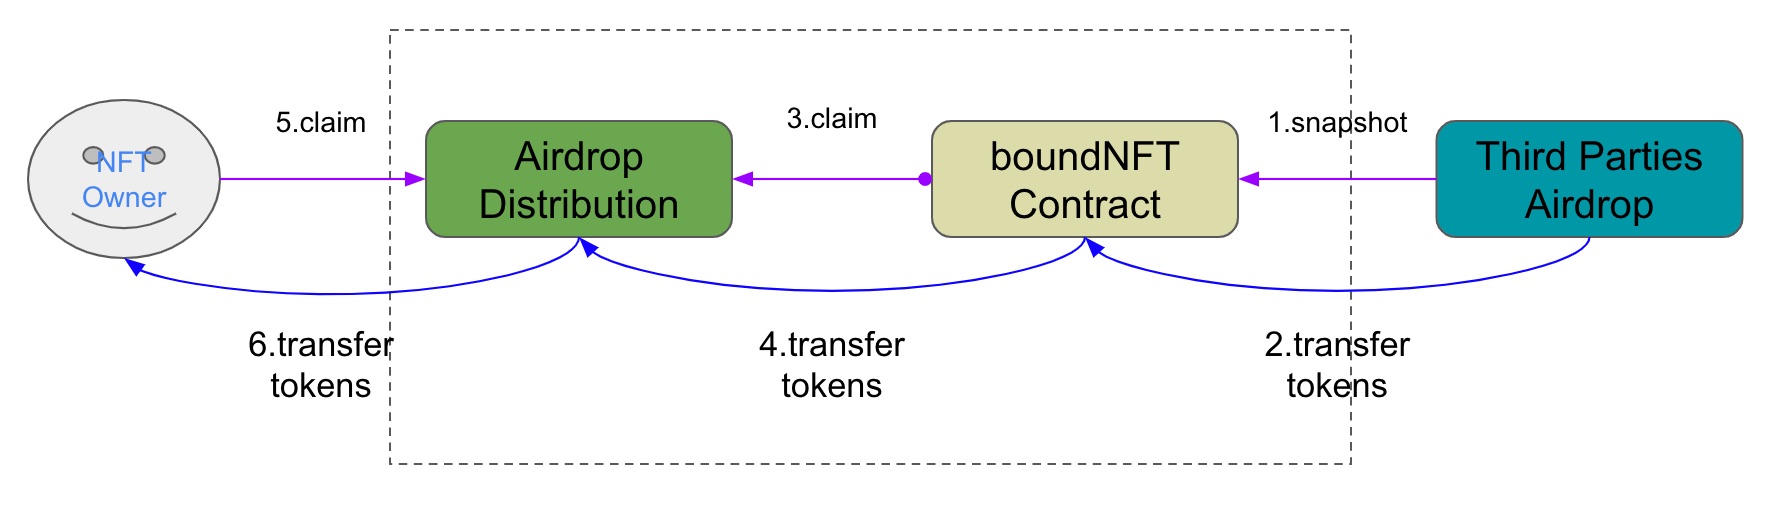 5.claim
3.claim
1.snapshot
NFT
Owner
Airdrop
Distribution
boundNFT
Contract
Third Parties
Airdrop
6.transfer
tokens
4.transfer
tokens
2.transfer
tokens